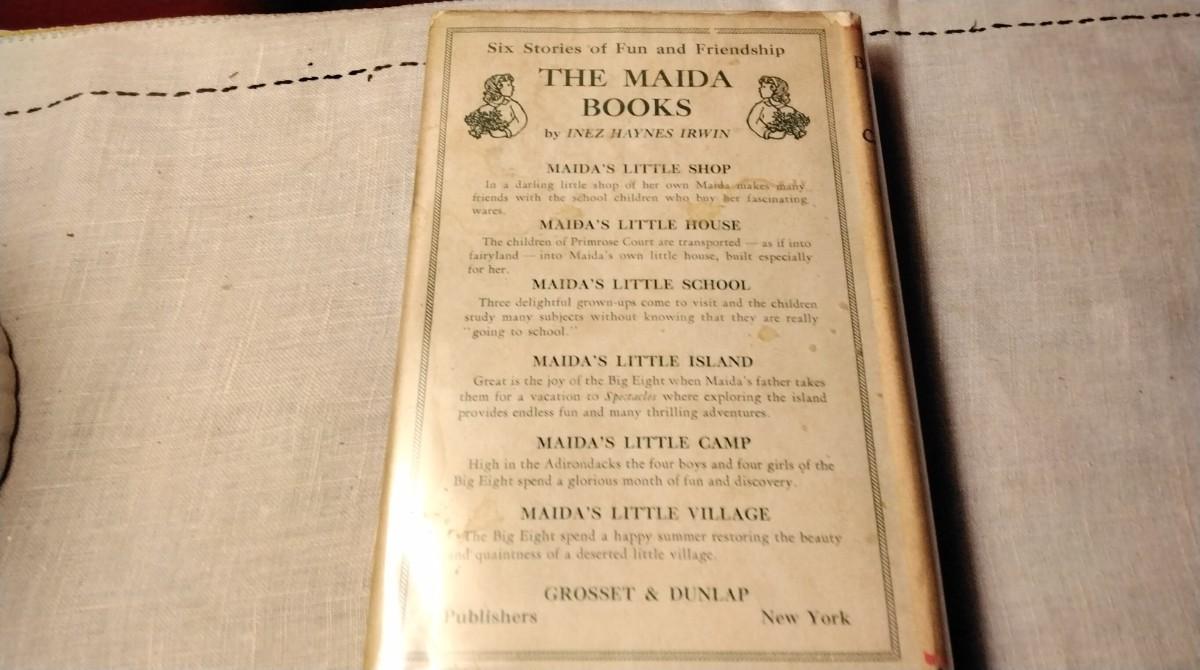 Six Stories of Fun and Friendship
THE MAIDA
BOOKS
by INEZ HAYNES IRWIN
MAIDA'S LITTLE SHOP
In a darling little shop of her own Maida makes many
friends with the school children who buy her fascinating
wares.
MAIDA'S LITTLE HOUSE
The children of Primrose Court are transported — as if into
fairyland — into Maida's own little house, built especially
for her.
MAIDA'S LITTLE SCHOOL
Three delightful grown-ups come to visit and the children
study many subjects without knowing that they are really
"going to school."
MAIDA'S LITTLE ISLAND
Great is the joy of the Big Eight when Maida's father takes
them for a vacation to Spectacles where exploring the island
provides endless fun and many thrilling adventures.
MAIDA'S LITTLE CAMP
High in the Adirondacks the four boys and four girls of the
Big Eight spend a glorious month of fun and discovery.
MAIDA'S LITTLE VILLAGE
The Big Eight spend a happy summer restoring the beauty
and quaintness of a deserted little village.
GROSSET & DUNLAP
Publishers New York